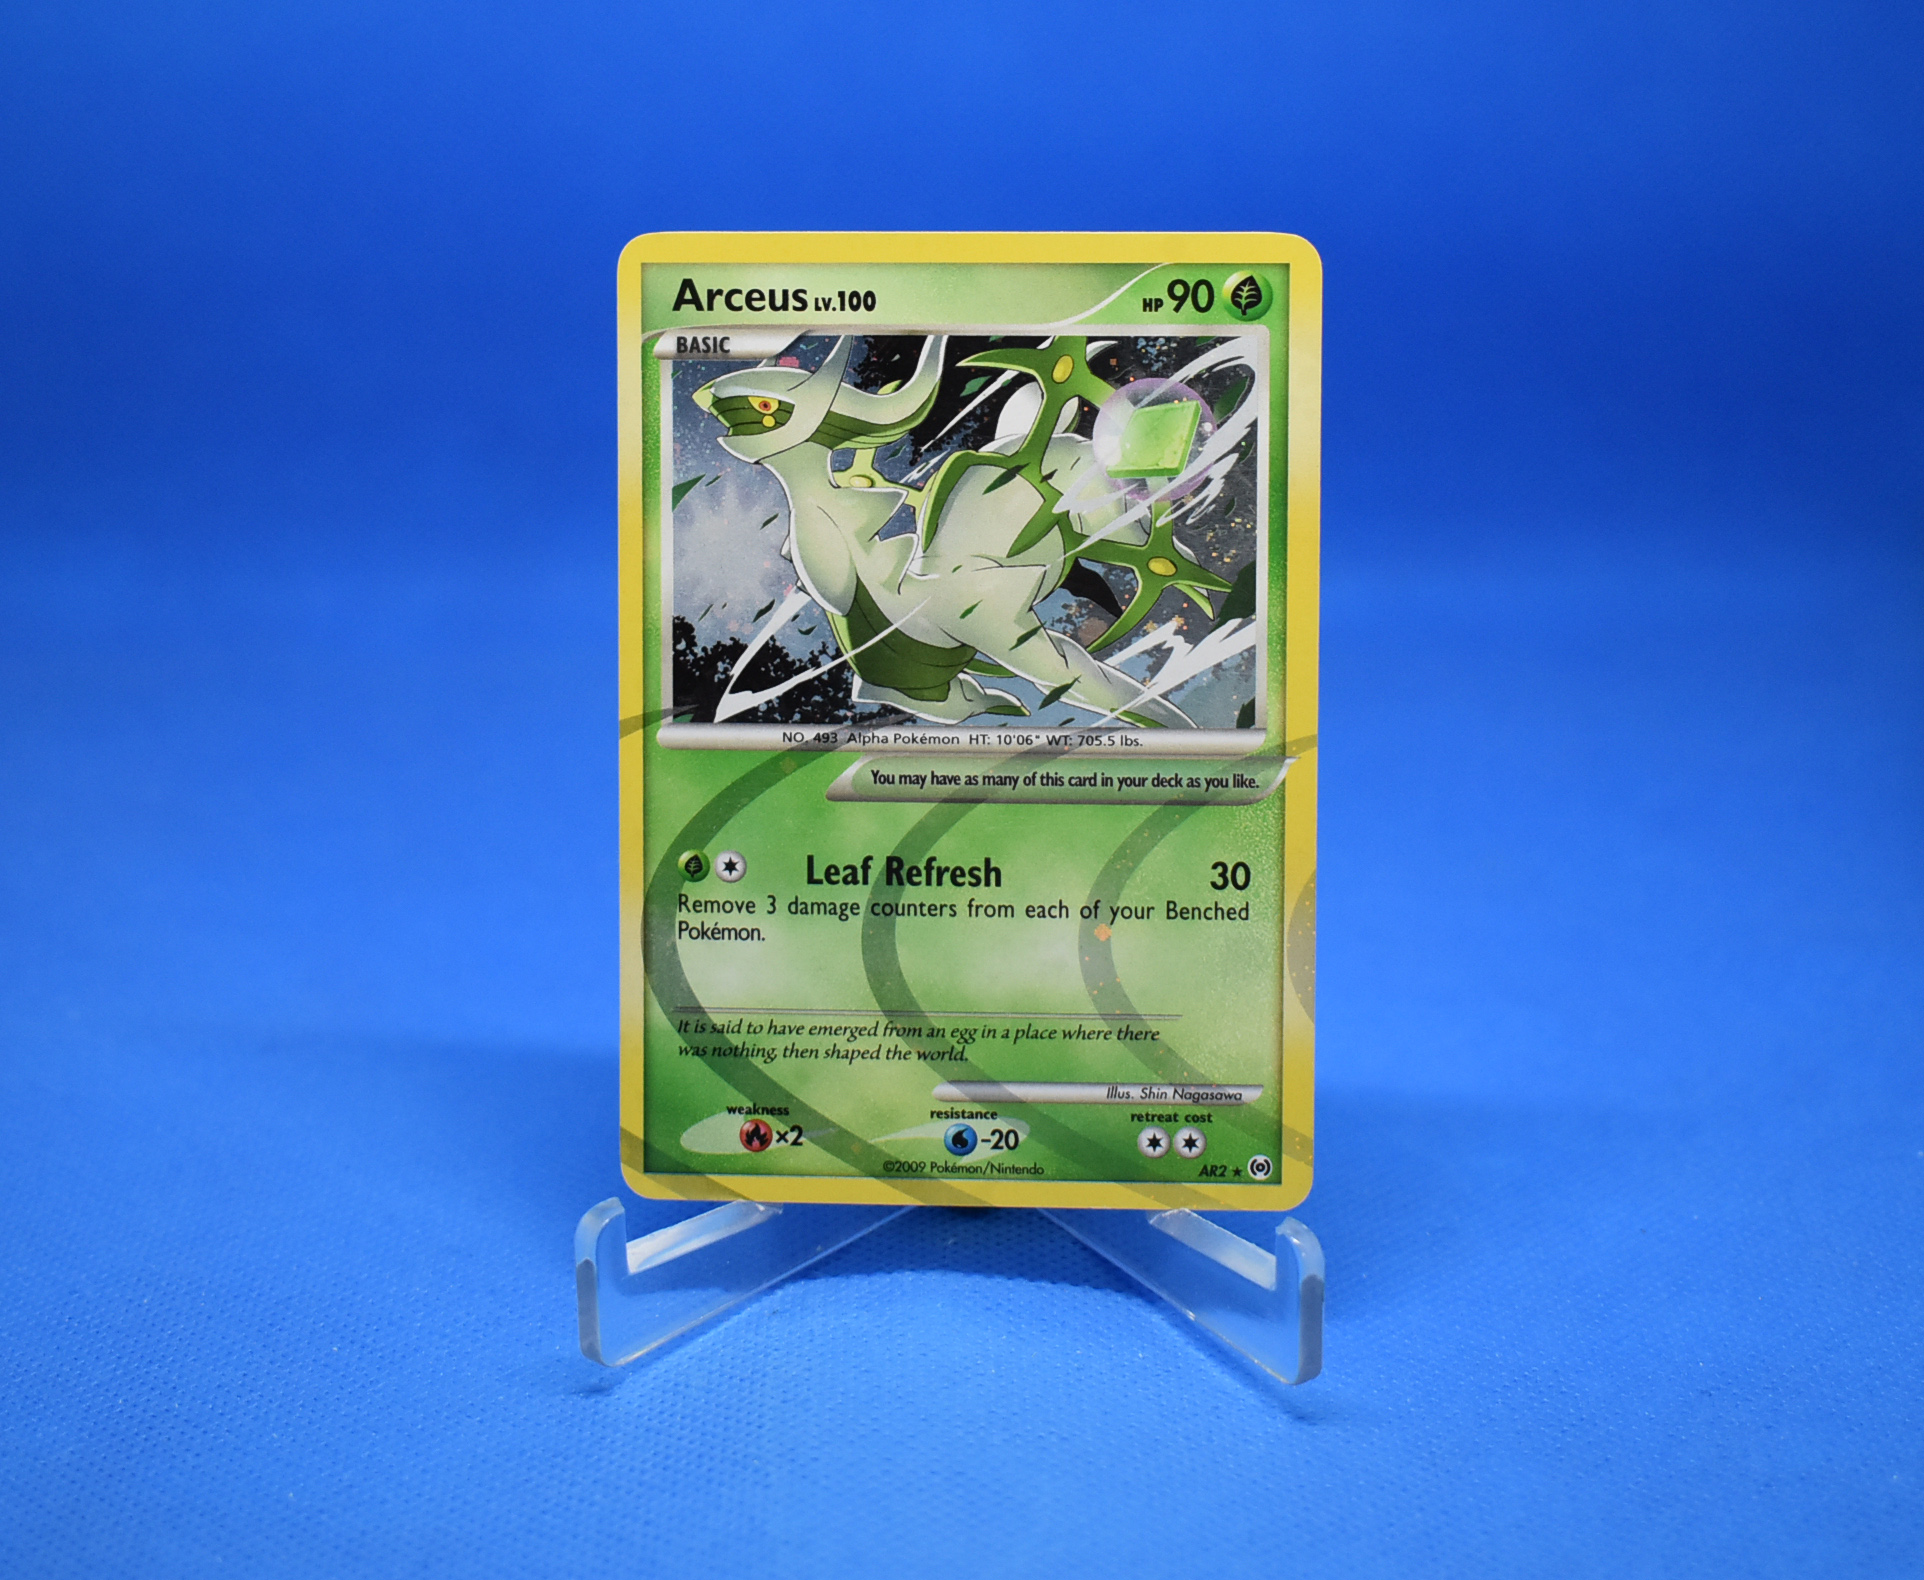 Arceus LV.100 HP 90
BASIC
NO. 493 Alpha Pokémon HT: 10'06" WT: 705.5 lbs.
You may have as many of this card in your deck as you like.
Leaf Refresh 30
Remove 3 damage counters from each of your Benched
Pokémon.
It is said to have emerged from an egg in a place where there
was nothing, then shaped the world.
Illus. Shin Nagasawa
weakness resistance retreat cost
×2 -20
©2009 Pokémon/Nintendo AR2